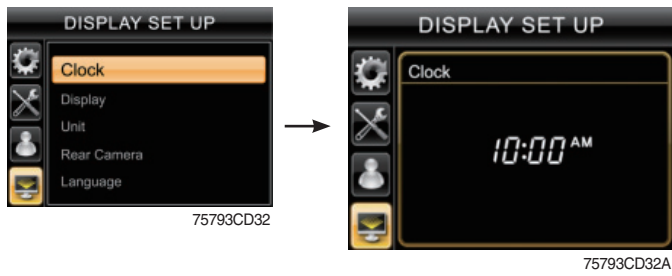 DISPLAY SET UP
Clock
Display
Unit
Rear Camera
Language
75793CD32
DISPLAY SET UP
Clock
10:00 AM
75793CD32A